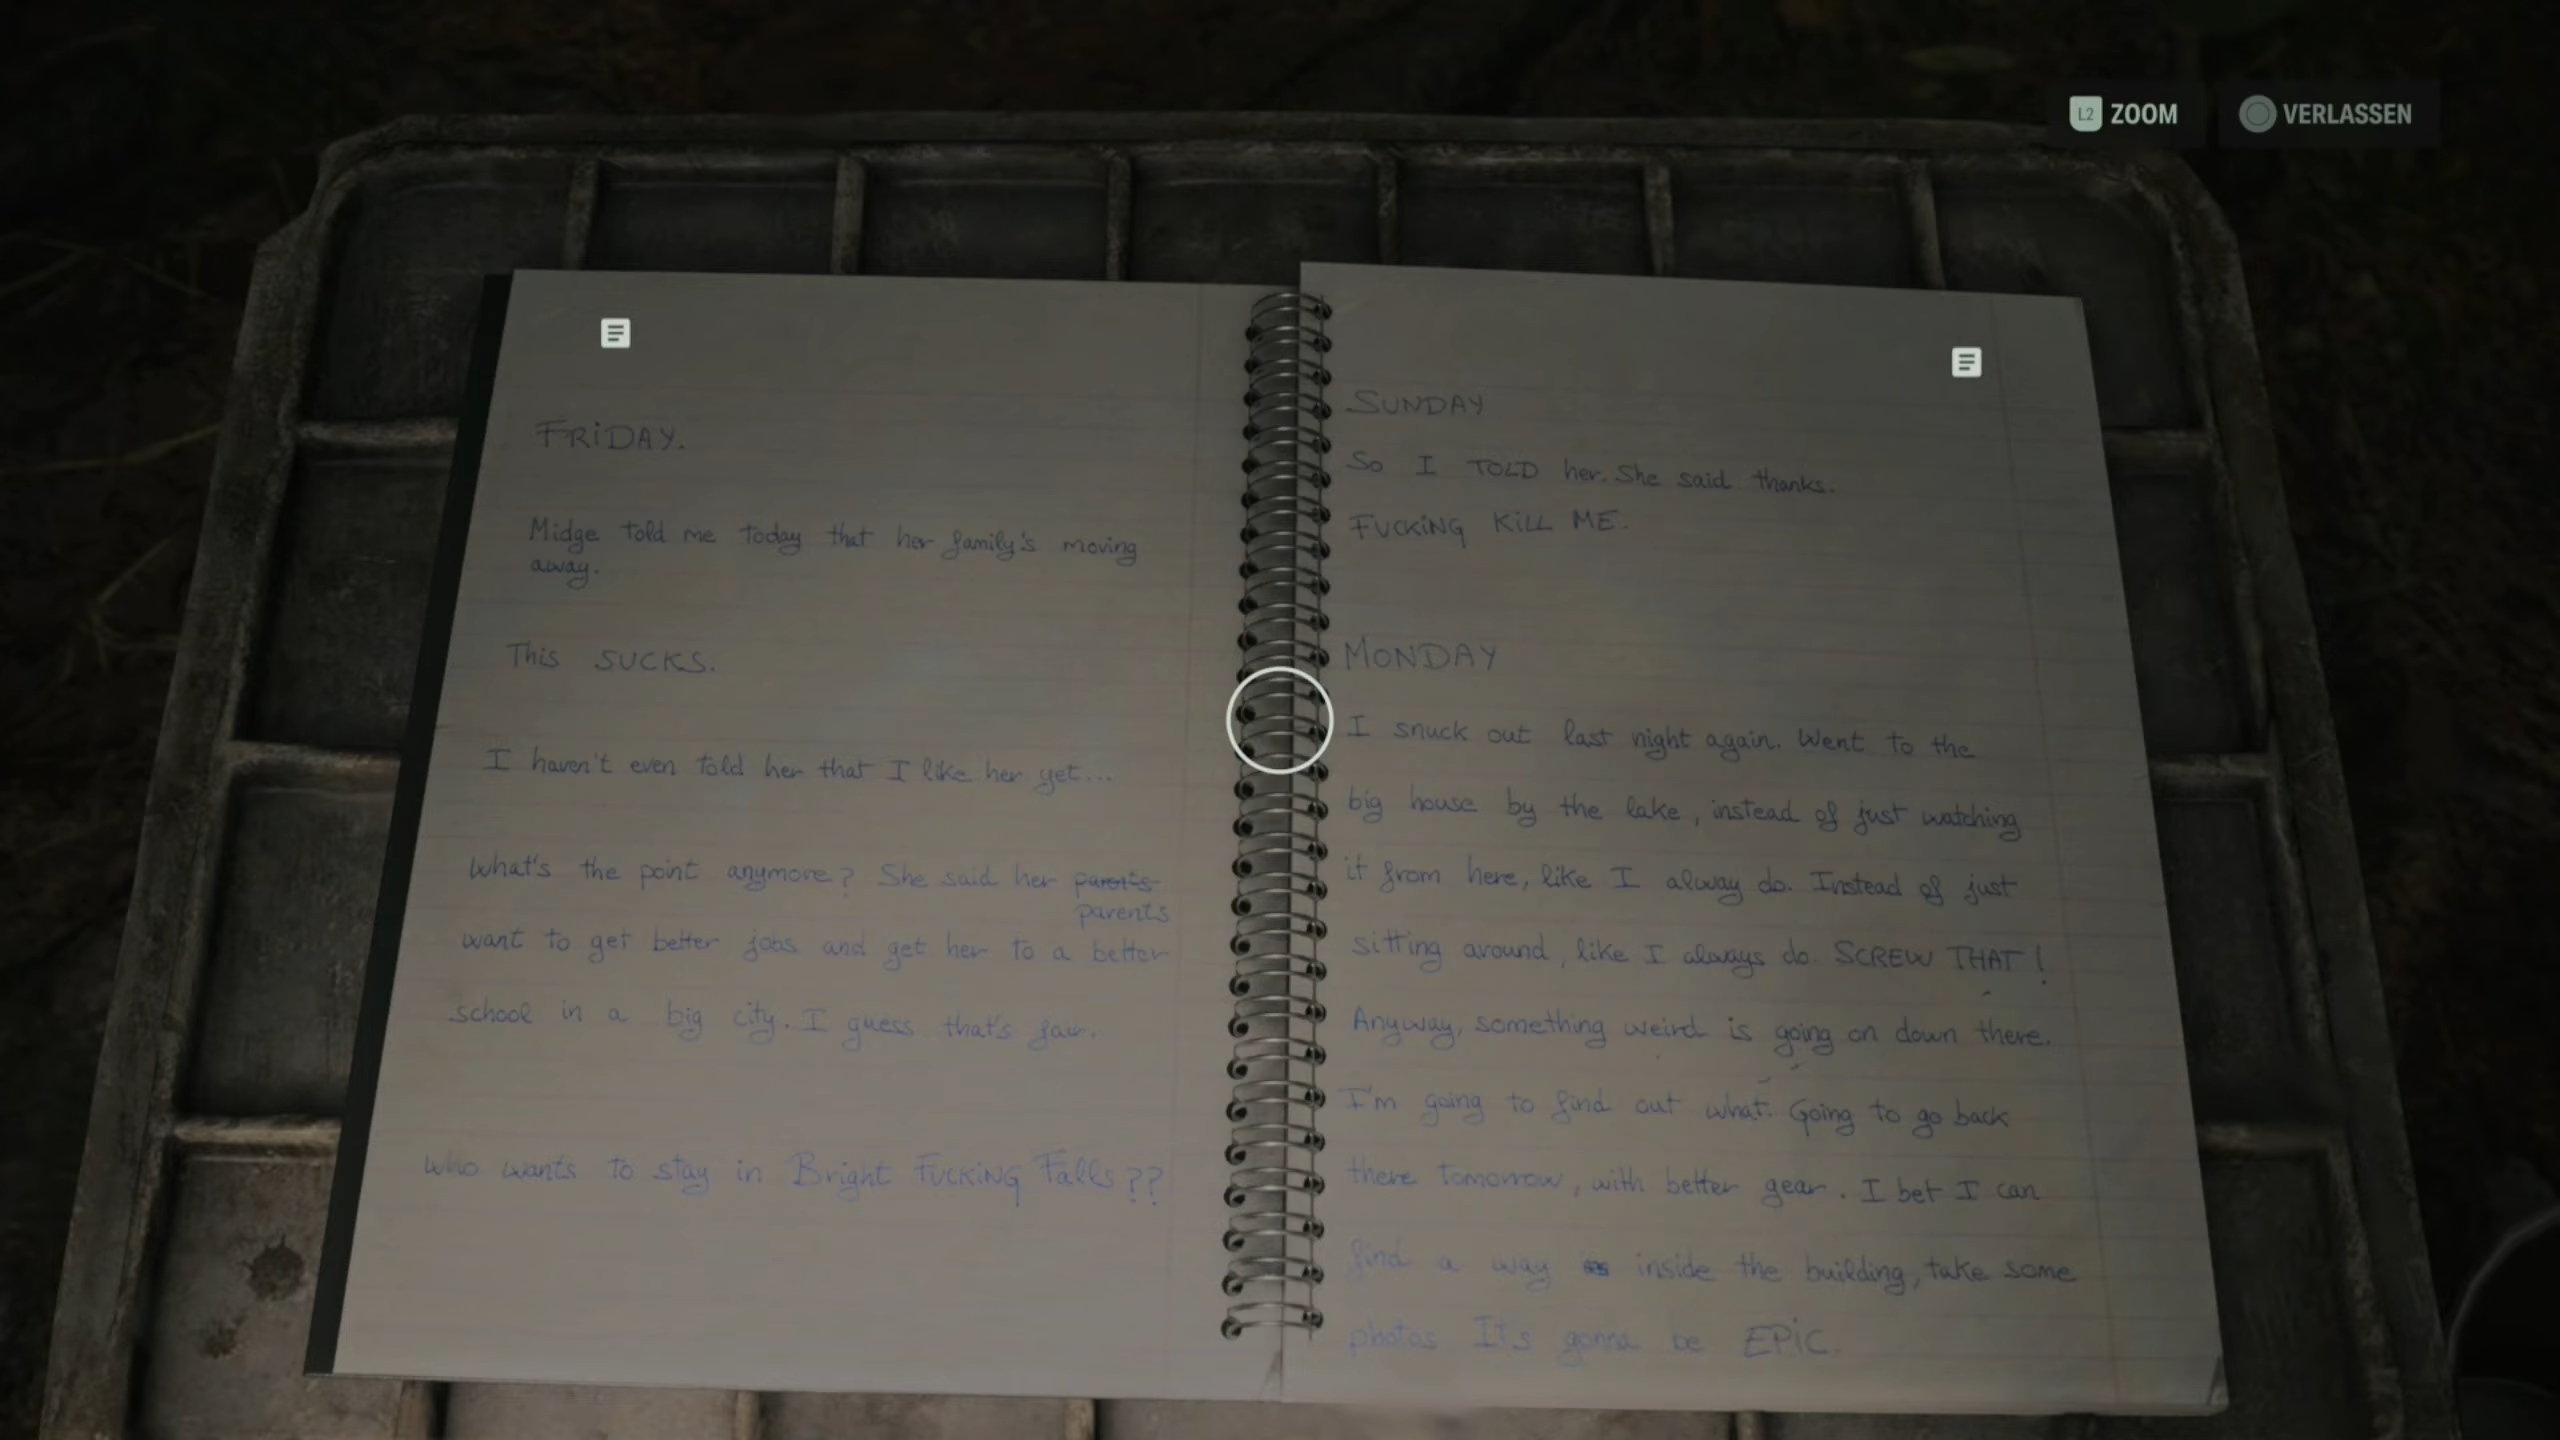 L2 ZOOM VERLASSEN
FRIDAY.
Midge told me today that her family's moving
away.
This SUCKS.
I haven't even told her that I like her yet...
What's the point anymore? She said her parents
parents
want to get better jobs and get her to a better
school in a big city. I guess that's fair.
who wants to stay in Bright FUCKING Falls??
SUNDAY
So I TOLD her. She said thanks.
FUCKING KILL ME.
MONDAY
I snuck out last night again. Went to the
big house by the lake, instead of just watching
it from here, like I alway do. Instead of just
sitting around, like I always do. SCREW THAT!
Anyway, something weird is going on down there.
I'm going to find out what. Going to go back
there tomorrow, with better gear. I bet I can
find a way inside the building, take some
photos It's gonna be EPIC.